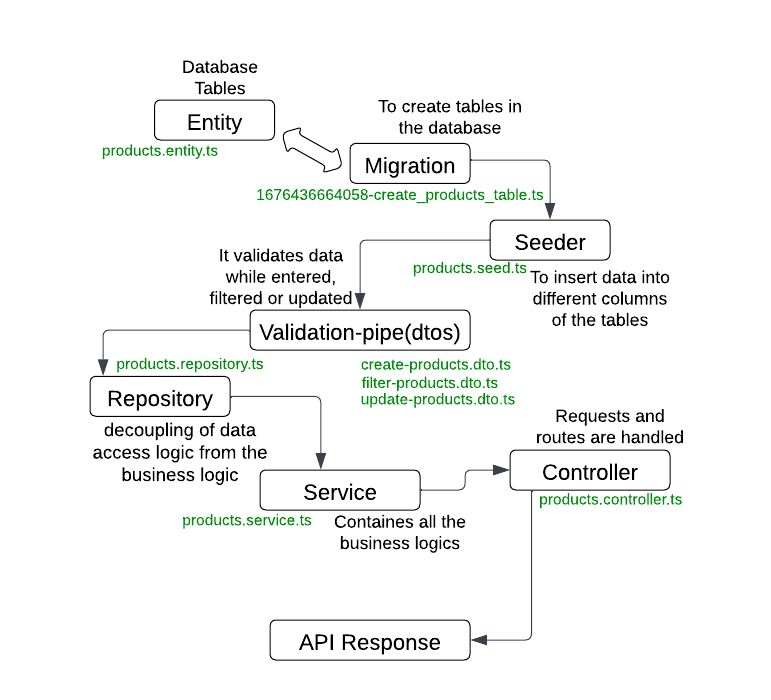 Database
Tables
Entity
products.entity.ts
To create tables in
the database
Migration
1676436664058-create_products_table.ts
Seeder
products.seed.ts
To insert data into
different columns
of the tables
It validates data
while entered,
filtered or updated
Validation-pipe(dtos)
create-products.dto.ts
filter-products.dto.ts
update-products.dto.ts
products.repository.ts
Repository
decoupling of data
access logic from the
business logic
Service
products.service.ts
Containes all the
business logics
Requests and
routes are handled
Controller
products.controller.ts
API Response